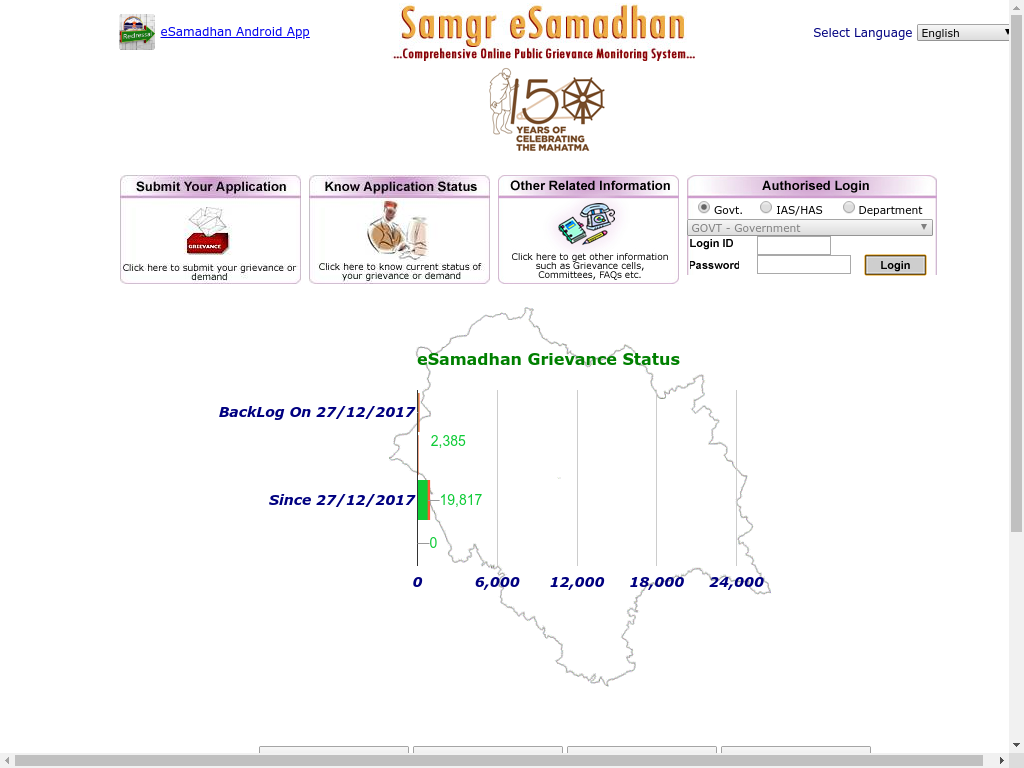 Redressal
eSamadhan Android App
Samgr eSamadhan
...Comprehensive Online Public Grievance Monitoring System...
Select Language
English
150
YEARS OF
CELEBRATING
THE MAHATMA
Submit Your Application
GRIEVANCE
Click here to submit your grievance or
demand
Know Application Status
Click here to know current status of
your grievance or demand
Other Related Information
Click here to get other information
such as Grievance cells,
Committees, FAQs etc.
Authorised Login
Govt. IAS/HAS Department
GOVT - Government
Login ID
Password
Login
eSamadhan Grievance Status
BackLog On 27/12/2017
2,385
Since 27/12/2017
19,817
0
0 6,000 12,000 18,000 24,000